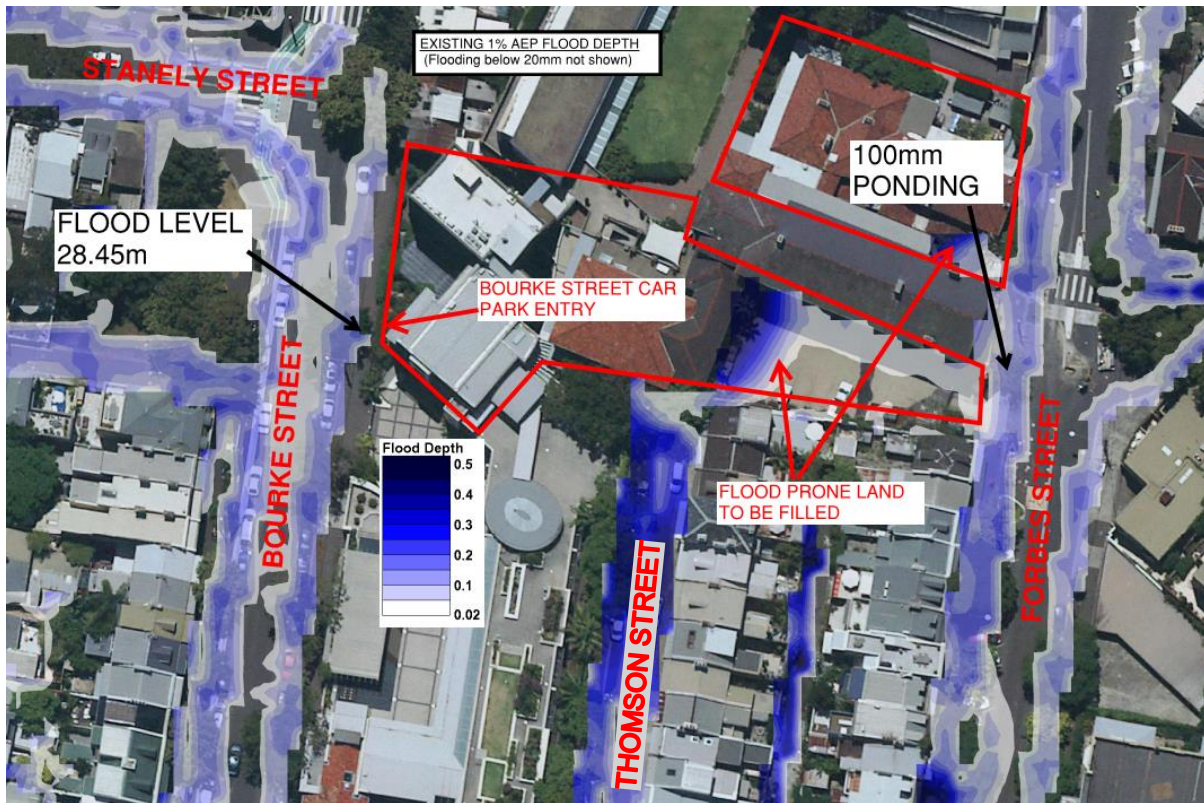 EXISTING 1% AEP FLOOD DEPTH
(Flooding below 20mm not shown)
STANELY STREET
100mm
PONDING
FLOOD LEVEL
28.45m
BOURKE STREET CAR
PARK ENTRY
BOURKE STREET
Flood Depth
0.5
0.4
0.3
0.2
0.1
0.02
FLOOD PRONE LAND
TO BE FILLED
THOMSON STREET
FORBES STREET